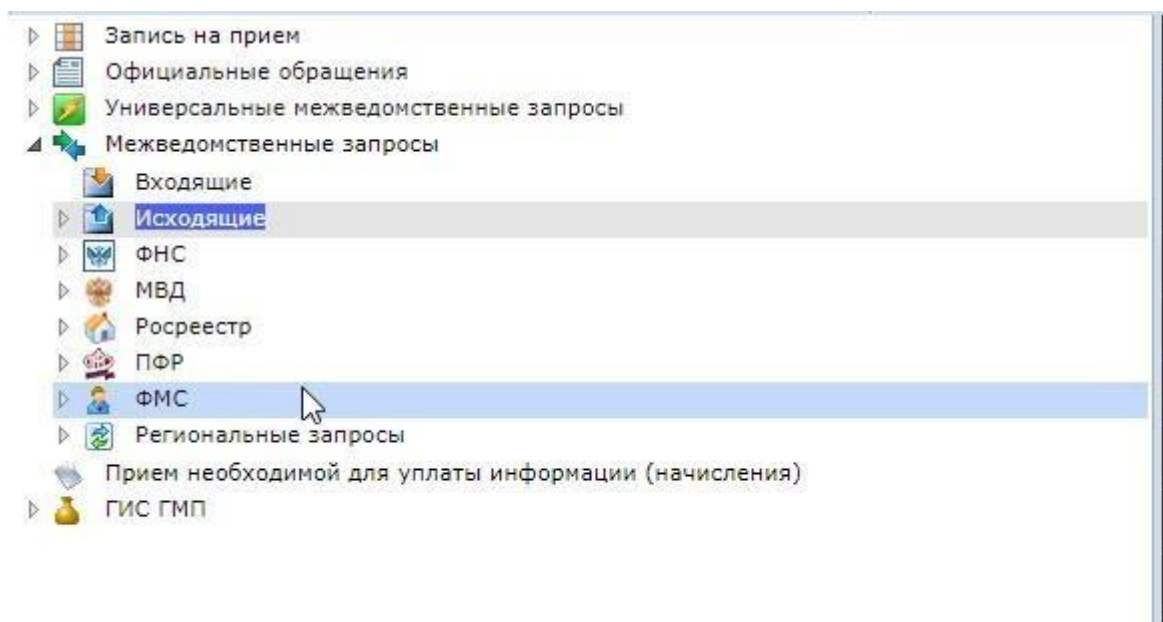 Запись на прием
Официальные обращения
Универсальные межведомственные запросы
Межведомственные запросы
Входящие
Исходящие
ФНС
МВД
Росреестр
ПФР
ФМС
Региональные запросы
Прием необходимой для уплаты информации (начисления)
ГИС ГМП